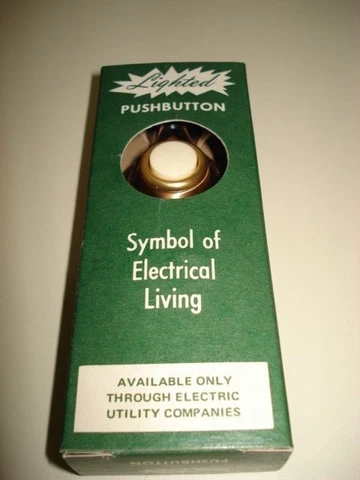 Lighted
PUSHBUTTON
Symbol of
Electrical
Living
AVAILABLE ONLY
THROUGH ELECTRIC
UTILITY COMPANIES
PUSHBUTTON